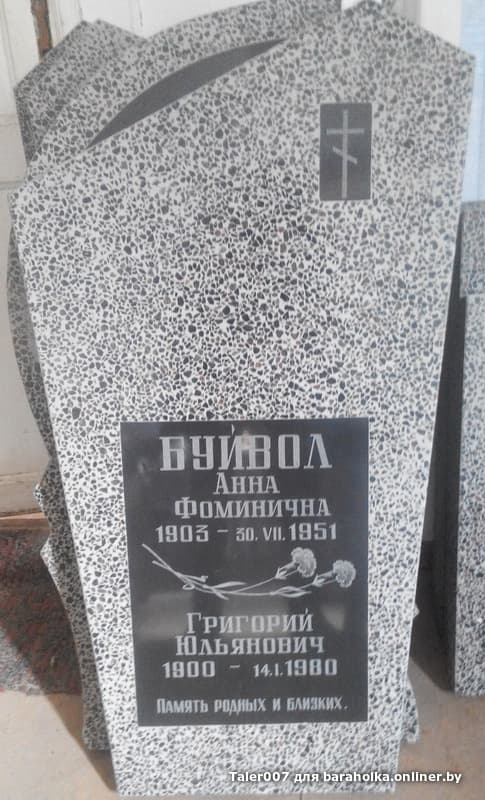 БУЙВОЛ
АННА
ФОМИНИЧНА
1903 – 30. VII. 1951
ГРИГОРИЙ
ЮЛЬЯНОВИЧ
1900 – 14.I.1980
ПАМЯТЬ РОДНЫХ И БЛИЗКИХ.
Taler007 для baraholka.onliner.by